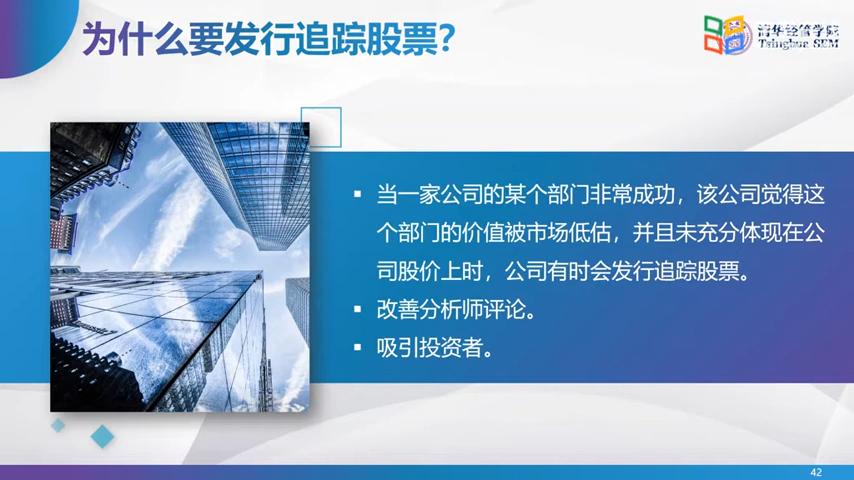 为什么要发行追踪股票？
清华经管学院
Tsinghua SEM
▪ 当一家公司的某个部门非常成功，该公司觉得这
个部门的价值被市场低估，并且未充分体现在公
司股价上时，公司有时会发行追踪股票。
▪ 改善分析师评论。
▪ 吸引投资者。
42